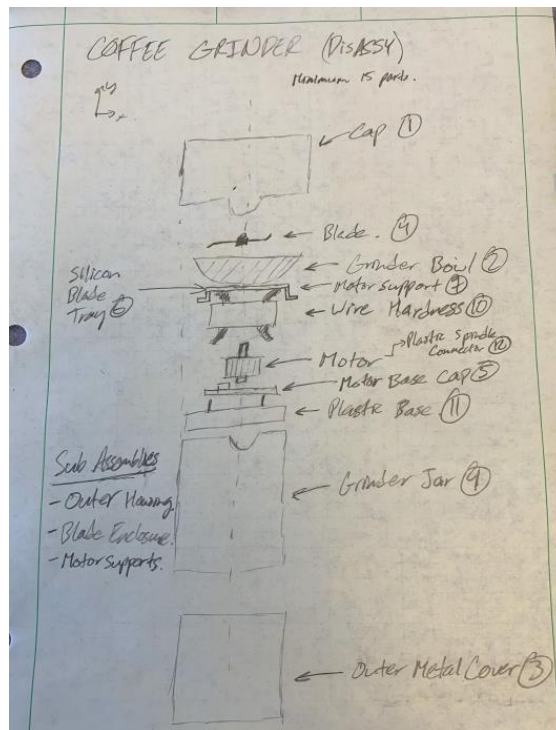 COFFEE GRINDER (DisASSY)
Minimum 15 parts.
y
x
Cap ①
Blade. ④
Grinder Bowl ②
Silicon
Blade
Tray ⑥
Motor Support ⑦
Wire Hardness ⑩
Plastic Spindle
Connector ⑫
Motor
Motor Base Cap ⑤
Plastic Base ⑪
Sub Assemblies
- Outer Housing.
- Blade Enclosure.
- Motor Supports.
Grinder Jar ⑨
Outer Metal Cover ③